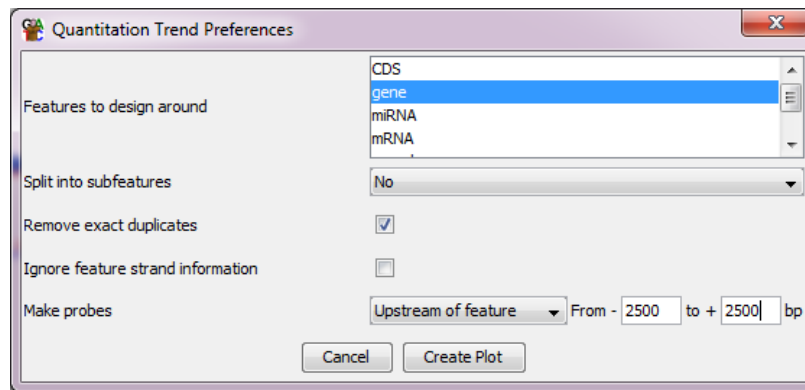 Quantitation Trend Preferences
Features to design around
CDS
gene
miRNA
mRNA
Split into subfeatures No
Remove exact duplicates
Ignore feature strand information
Make probes Upstream of feature From - 2500 to + 2500 bp
Cancel Create Plot